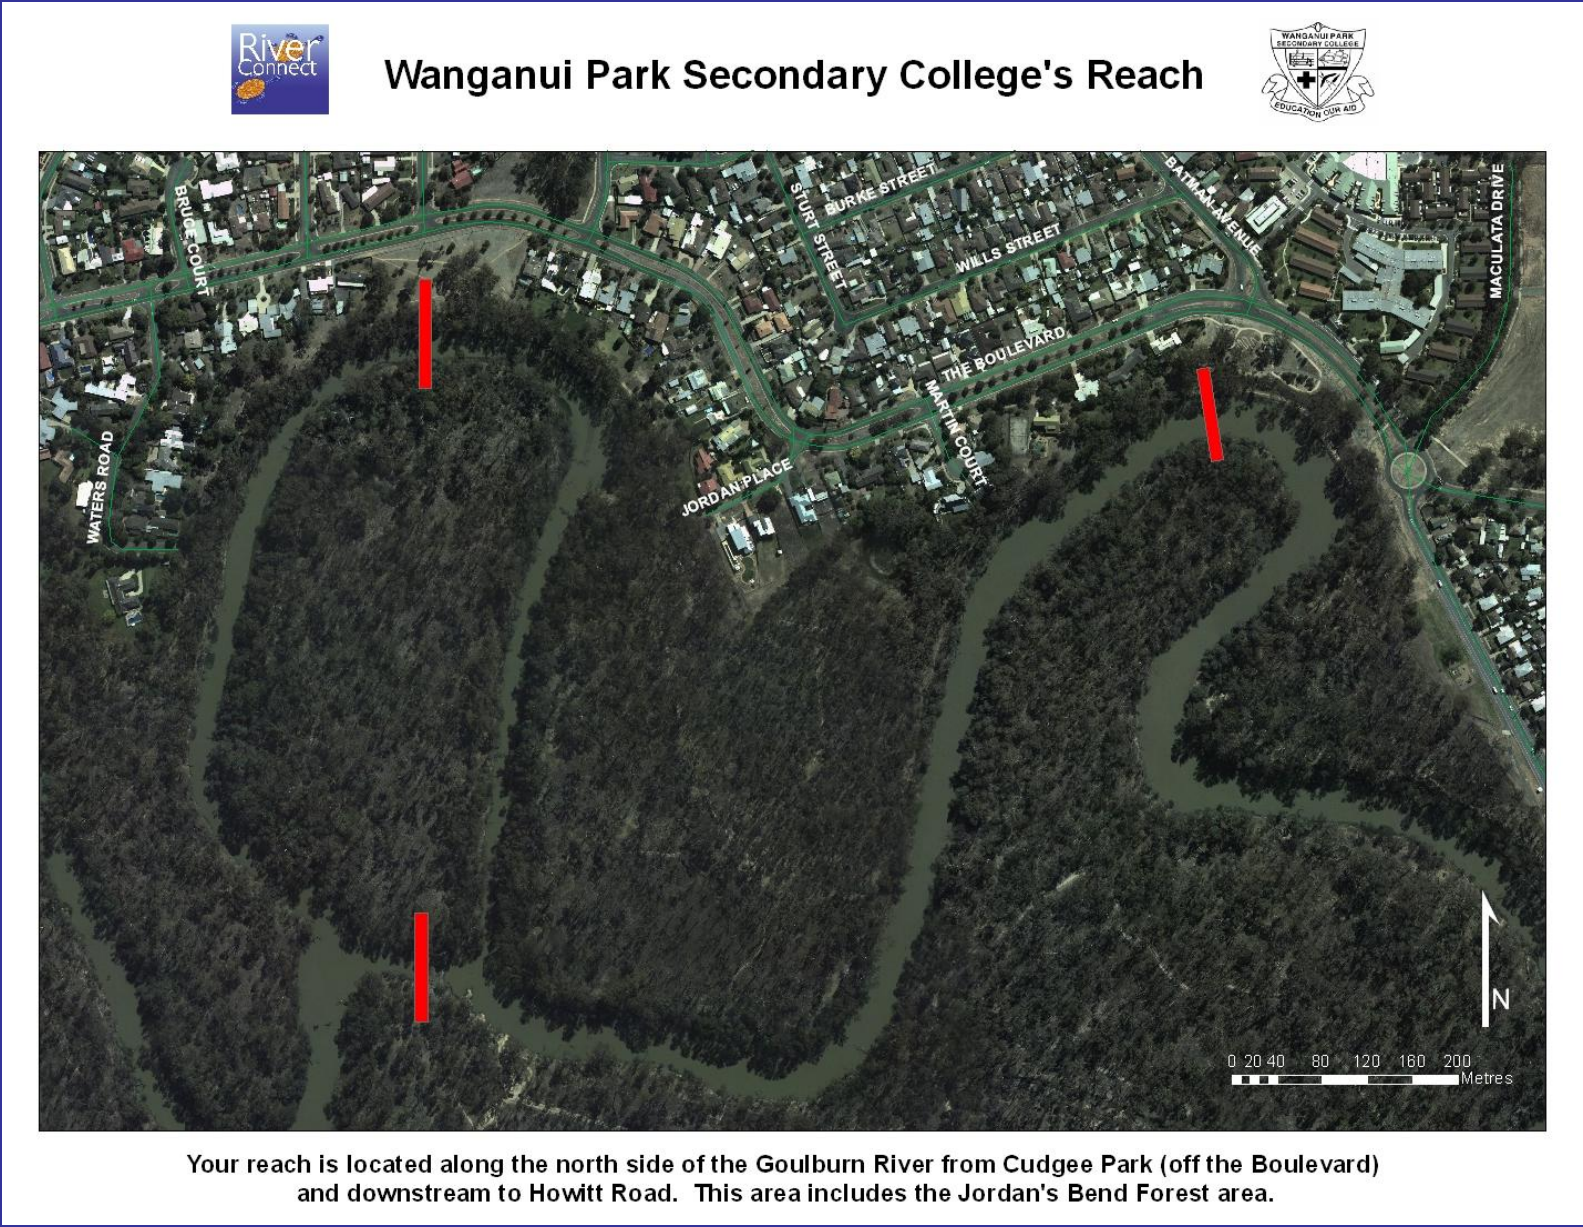 River
Connect
Wanganui Park Secondary College's Reach
WANGANUI PARK
SECONDARY COLLEGE
EDUCATION OUR AID
BRUCE COURT
STURT STREET
BURKE STREET
WILLS STREET
BATMAN AVENUE
MACULATA DRIVE
THE BOULEVARD
MARTIN COURT
JORDAN PLACE
WATERS ROAD
N
0 20 40 80 120 160 200
Metres
Your reach is located along the north side of the Goulburn River from Cudgee Park (off the Boulevard)
and downstream to Howitt Road. This area includes the Jordan's Bend Forest area.